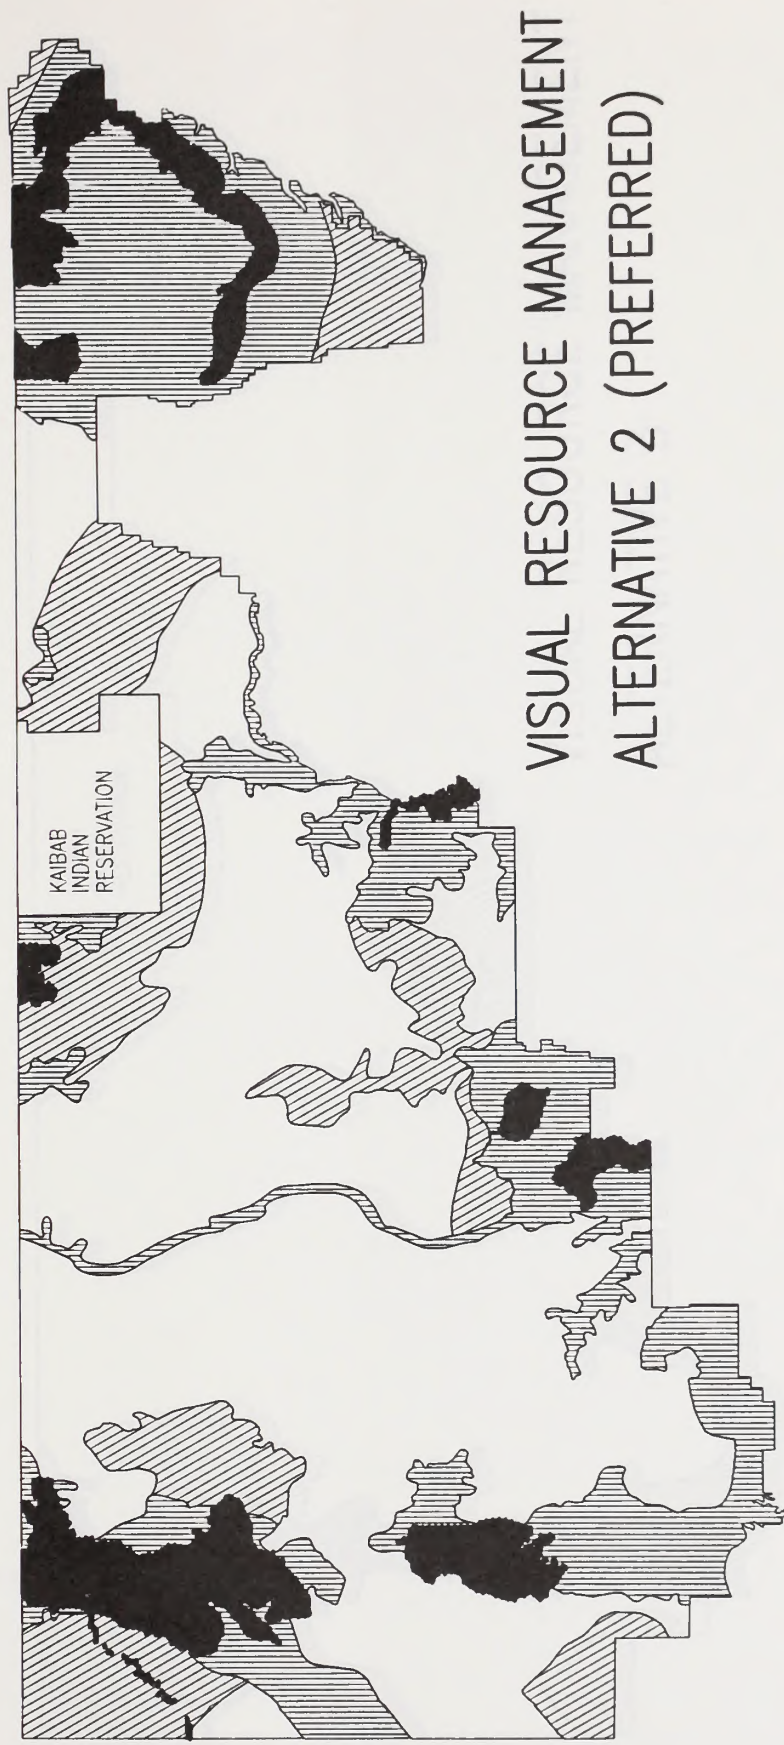 VISUAL RESOURCE MANAGEMENT
ALTERNATIVE 2 (PREFERRED)
KAIBAB
INDIAN
RESERVATION